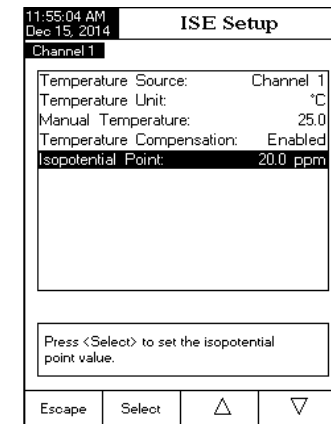 11:55:04 AM
Dec 15, 2014
ISE Setup
Channel 1
Temperature Source: Channel 1
Temperature Unit: °C
Manual Temperature: 25.0
Temperature Compensation: Enabled
Isopotential Point: 20.0 ppm
Press <Select> to set the isopotential
point value.
Escape Select △ ▽